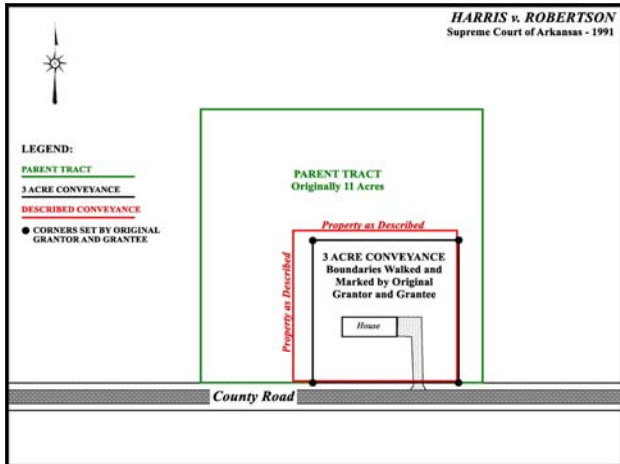 HARRIS v. ROBERTSON
Supreme Court of Arkansas - 1991
LEGEND:
PARENT TRACT
3 ACRE CONVEYANCE
DESCRIBED CONVEYANCE
CORNERS SET BY ORIGINAL
GRANTOR AND GRANTEE
PARENT TRACT
Originally 11 Acres
Property as Described
Property as Described
3 ACRE CONVEYANCE
Boundaries Walked and
Marked by Original
Grantor and Grantee
House
County Road